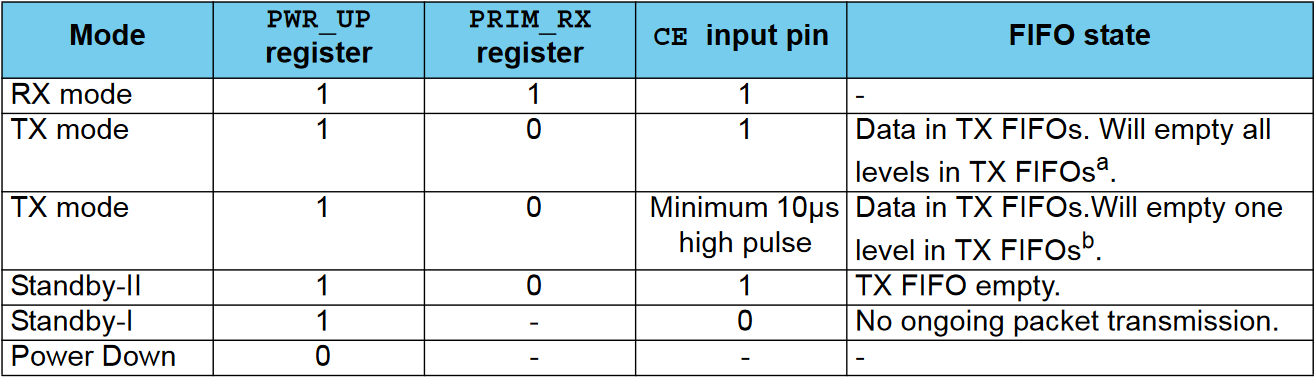 Mode PWR_UP register PRIM_RX register CE input pin FIFO state
RX mode 1 1 1 -
TX mode 1 0 1 Data in TX FIFOs. Will empty all
levels in TX FIFOsᵃ.
TX mode 1 0 Minimum 10µs Data in TX FIFOs.Will empty one
high pulse level in TX FIFOsᵇ.
Standby-II 1 0 1 TX FIFO empty.
Standby-I 1 - 0 No ongoing packet transmission.
Power Down 0 - - -